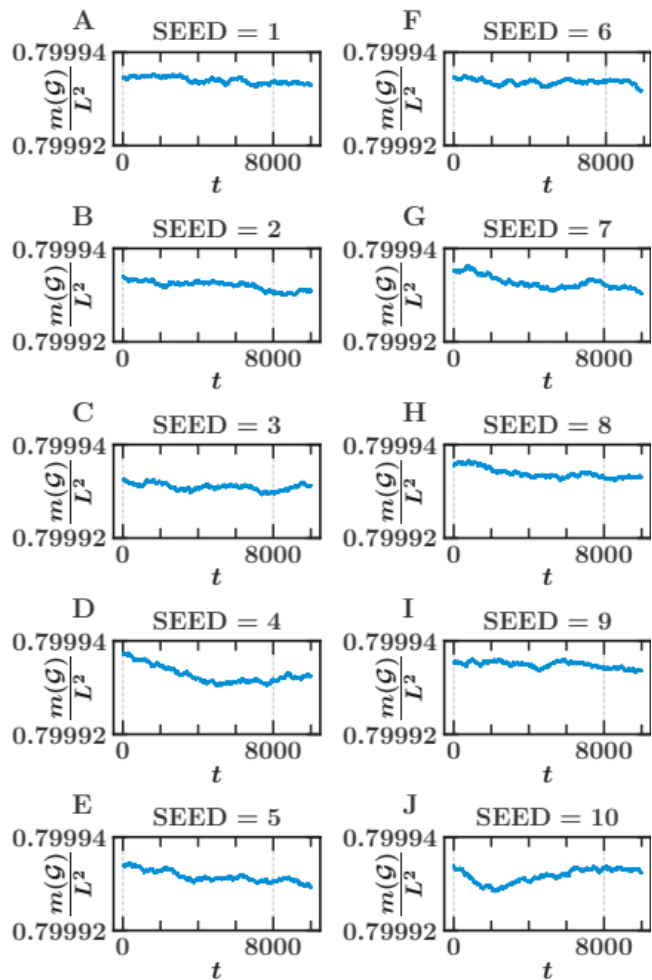 A SEED = 1
0.79994
m(𝒢)
L²
0.79992
0 8000
t
F SEED = 6
0.79994
m(𝒢)
L²
0.79992
0 8000
t
B SEED = 2
0.79994
m(𝒢)
L²
0.79992
0 8000
t
G SEED = 7
0.79994
m(𝒢)
L²
0.79992
0 8000
t
C SEED = 3
0.79994
m(𝒢)
L²
0.79992
0 8000
t
H SEED = 8
0.79994
m(𝒢)
L²
0.79992
0 8000
t
D SEED = 4
0.79994
m(𝒢)
L²
0.79992
0 8000
t
I SEED = 9
0.79994
m(𝒢)
L²
0.79992
0 8000
t
E SEED = 5
0.79994
m(𝒢)
L²
0.79992
0 8000
t
J SEED = 10
0.79994
m(𝒢)
L²
0.79992
0 8000
t